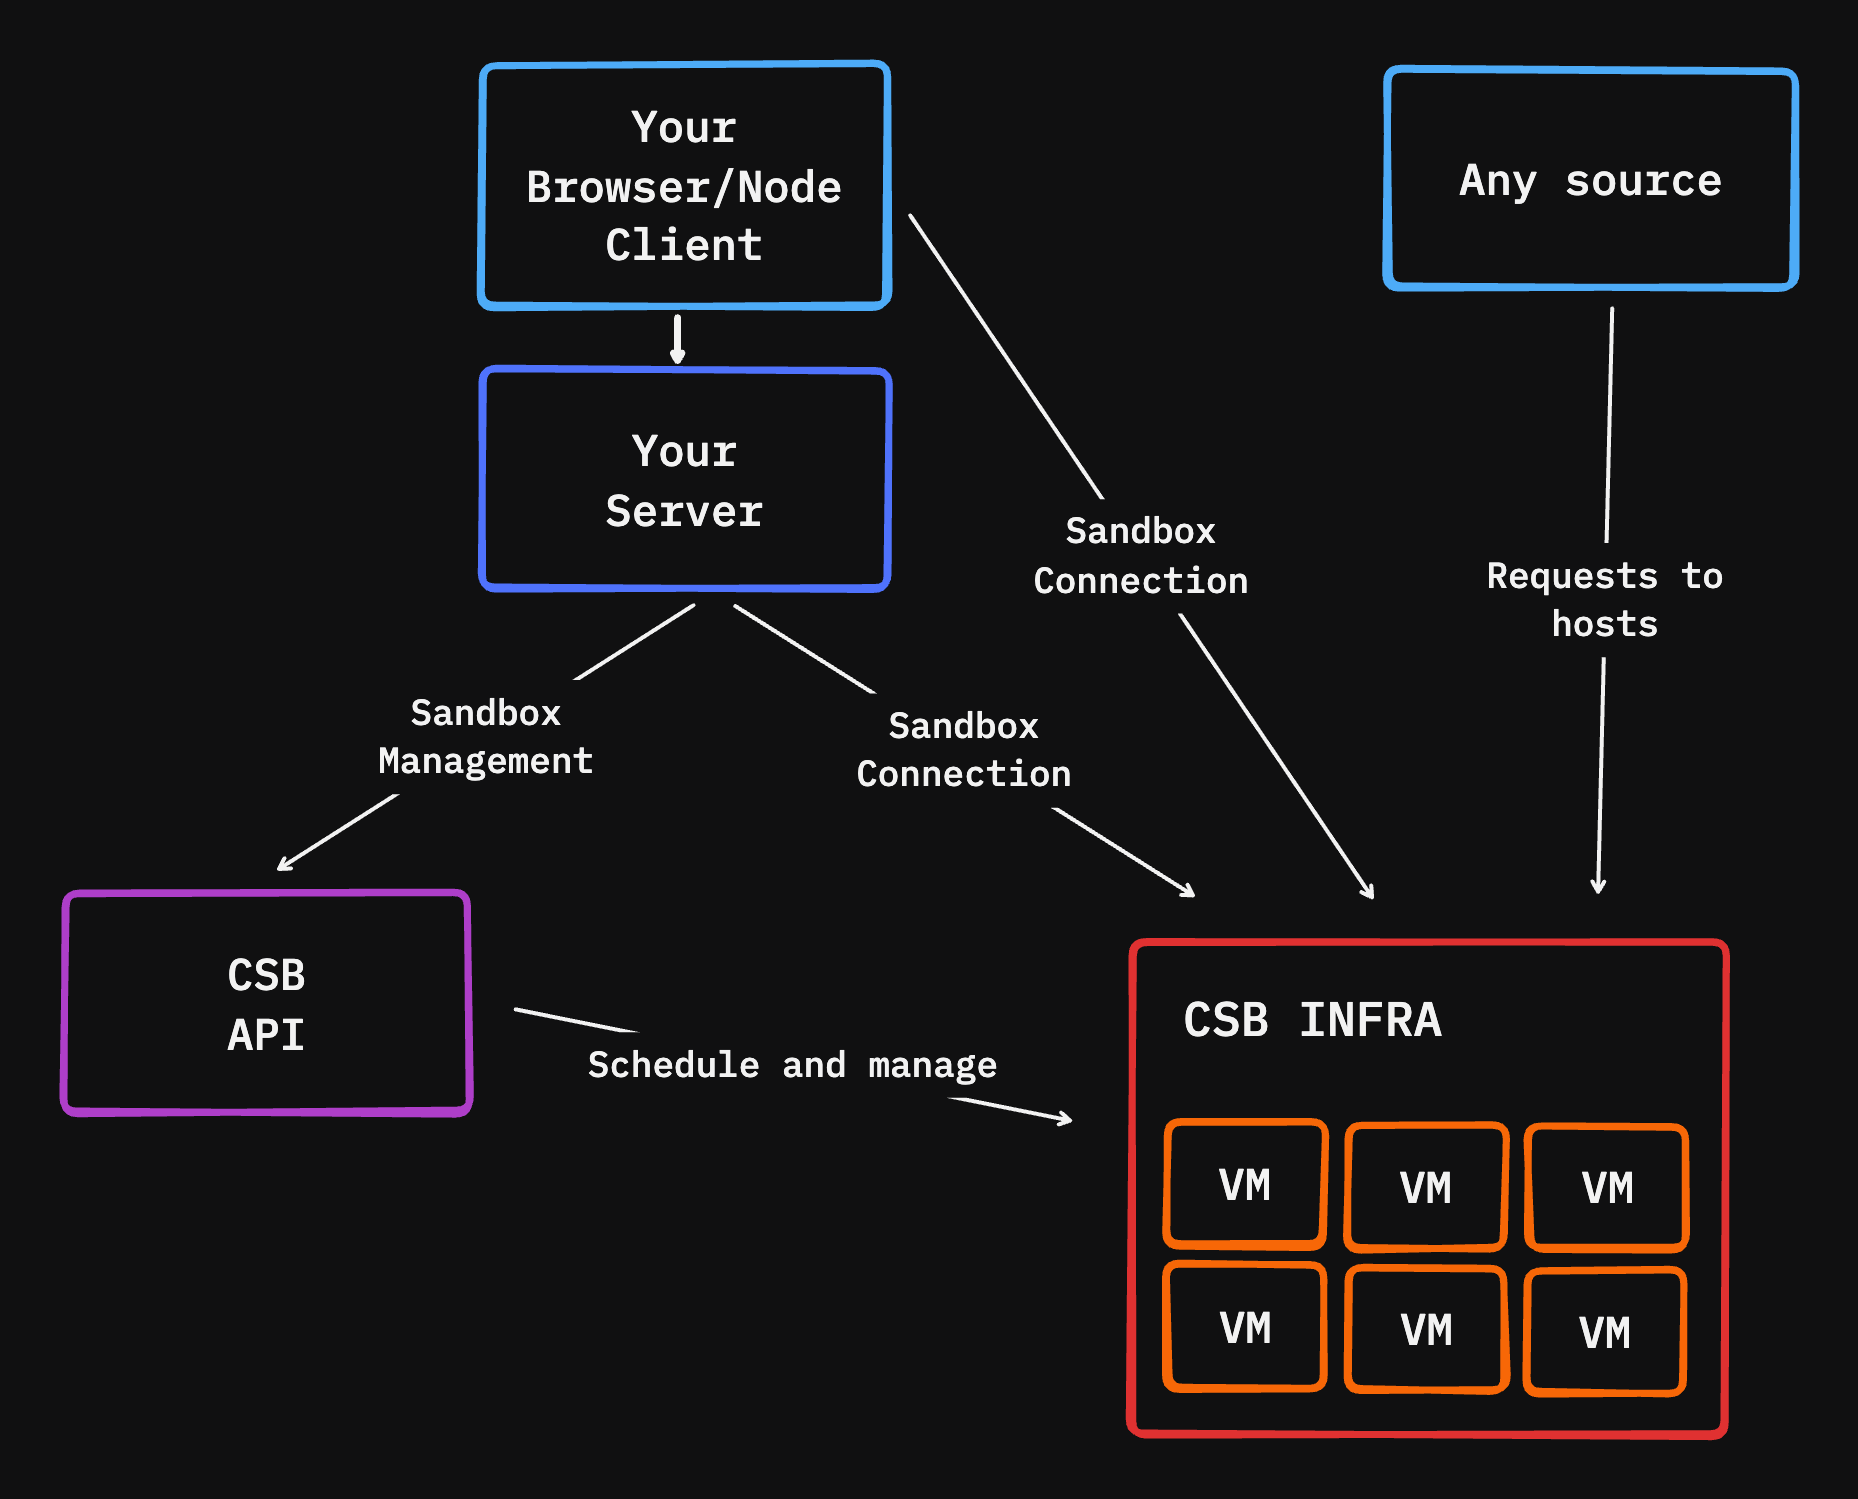 Your
Browser/Node
Client
Any source
Your
Server
Sandbox
Connection
Requests to
hosts
Sandbox
Management
Sandbox
Connection
CSB
API
Schedule and manage
CSB INFRA
VM
VM
VM
VM
VM
VM